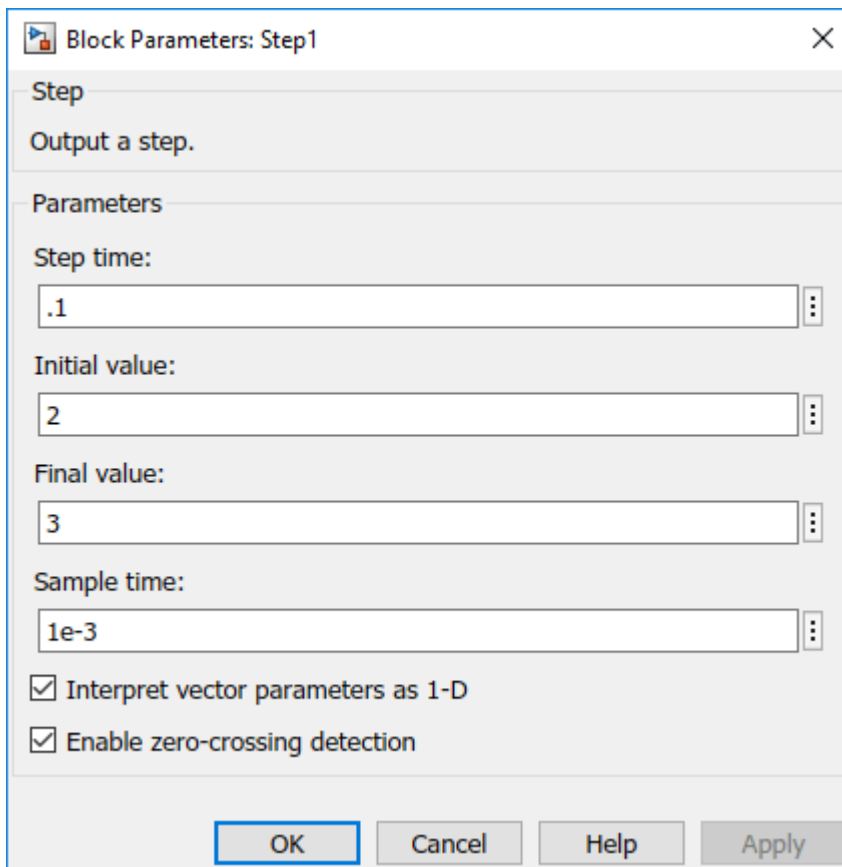 Block Parameters: Step1
Step
Output a step.
Parameters
Step time:
.1
Initial value:
2
Final value:
3
Sample time:
1e-3
Interpret vector parameters as 1-D
Enable zero-crossing detection
OK Cancel Help Apply